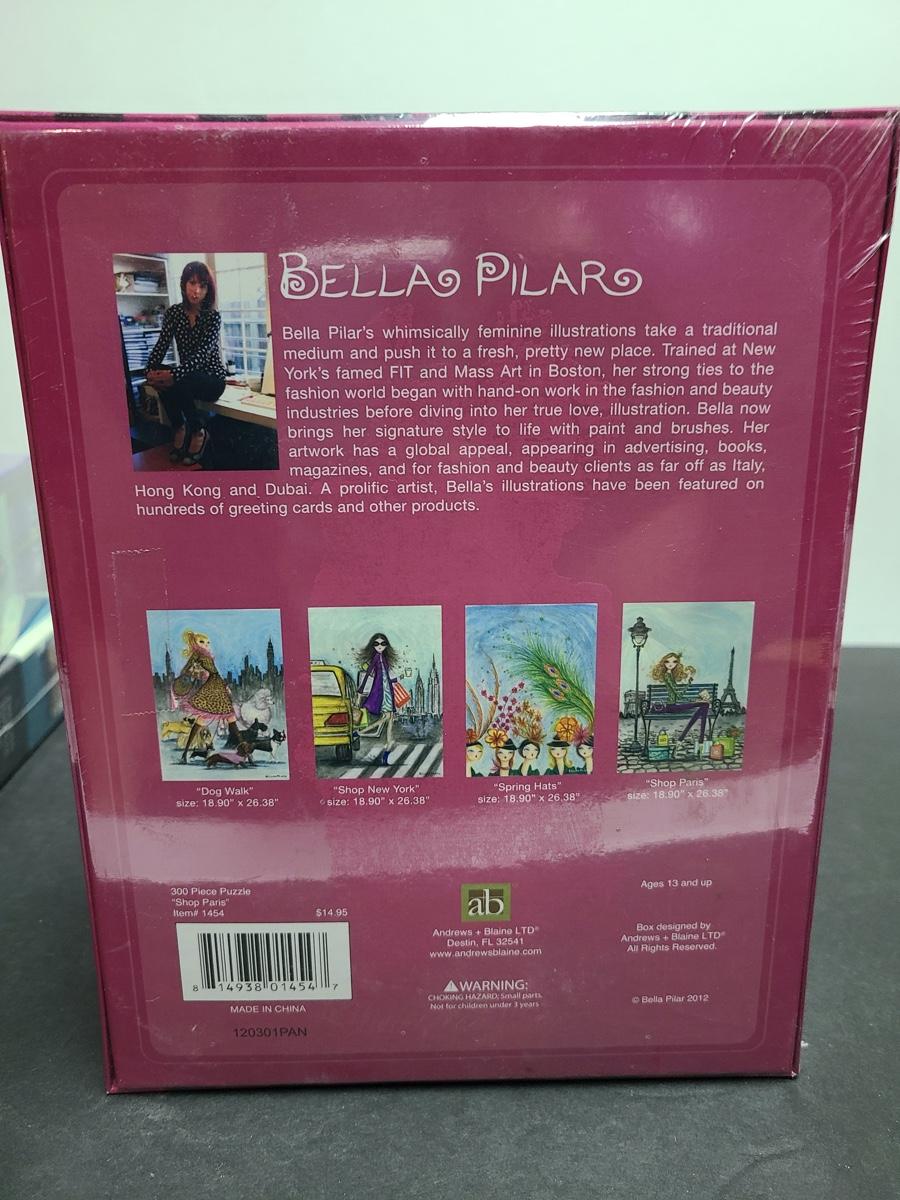 BELLA PILAR
Bella Pilar's whimsically feminine illustrations take a traditional
medium and push it to a fresh, pretty new place. Trained at New
York's famed FIT and Mass Art in Boston, her strong ties to the
fashion world began with hand-on work in the fashion and beauty
industries before diving into her true love, illustration. Bella now
brings her signature style to life with paint and brushes. Her
artwork has a global appeal, appearing in advertising, books,
magazines, and for fashion and beauty clients as far off as Italy,
Hong Kong and Dubai. A prolific artist, Bella's illustrations have been featured on
hundreds of greeting cards and other products.
"Dog Walk"
size: 18.90" x 26.38"
"Shop New York"
size: 18.90" x 26.38"
"Spring Hats"
size: 18.90" x 26.38"
"Shop Paris"
size: 18.90" x 26.38"
300 Piece Puzzle
"Shop Paris"
Item# 1454 $14.95
8 14938 01454 7
MADE IN CHINA
120301PAN
ab
Andrews + Blaine LTD®
Destin, FL 32541
www.andrewsblaine.com
WARNING:
CHOKING HAZARD; Small parts.
Not for children under 3 years
Ages 13 and up
Box designed by
Andrews + Blaine LTD®
All Rights Reserved.
© Bella Pilar 2012